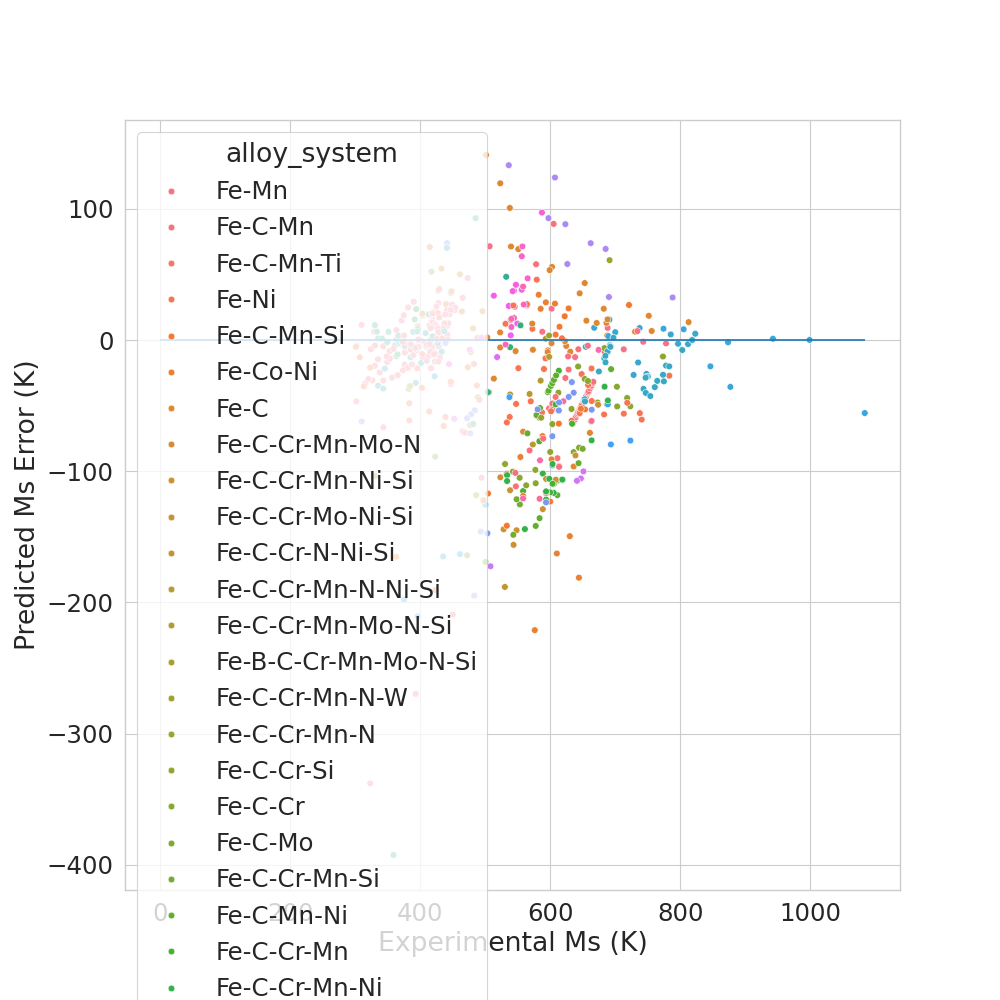 alloy_system
Fe-Mn
Fe-C-Mn
Fe-C-Mn-Ti
Fe-Ni
Fe-C-Mn-Si
Fe-Co-Ni
Fe-C
Fe-C-Cr-Mn-Mo-N
Fe-C-Cr-Mn-Ni-Si
Fe-C-Cr-Mo-Ni-Si
Fe-C-Cr-N-Ni-Si
Fe-C-Cr-Mn-N-Ni-Si
Fe-C-Cr-Mn-Mo-N-Si
Fe-B-C-Cr-Mn-Mo-N-Si
Fe-C-Cr-Mn-N-W
Fe-C-Cr-Mn-N
Fe-C-Cr-Si
Fe-C-Cr
Fe-C-Mo
Fe-C-Cr-Mn-Si
Fe-C-Mn-Ni
Fe-C-Cr-Mn
Fe-C-Cr-Mn-Ni
100
0
−100
−200
−300
−400
Predicted Ms Error (K)
0 200 400 600 800 1000
Experimental Ms (K)